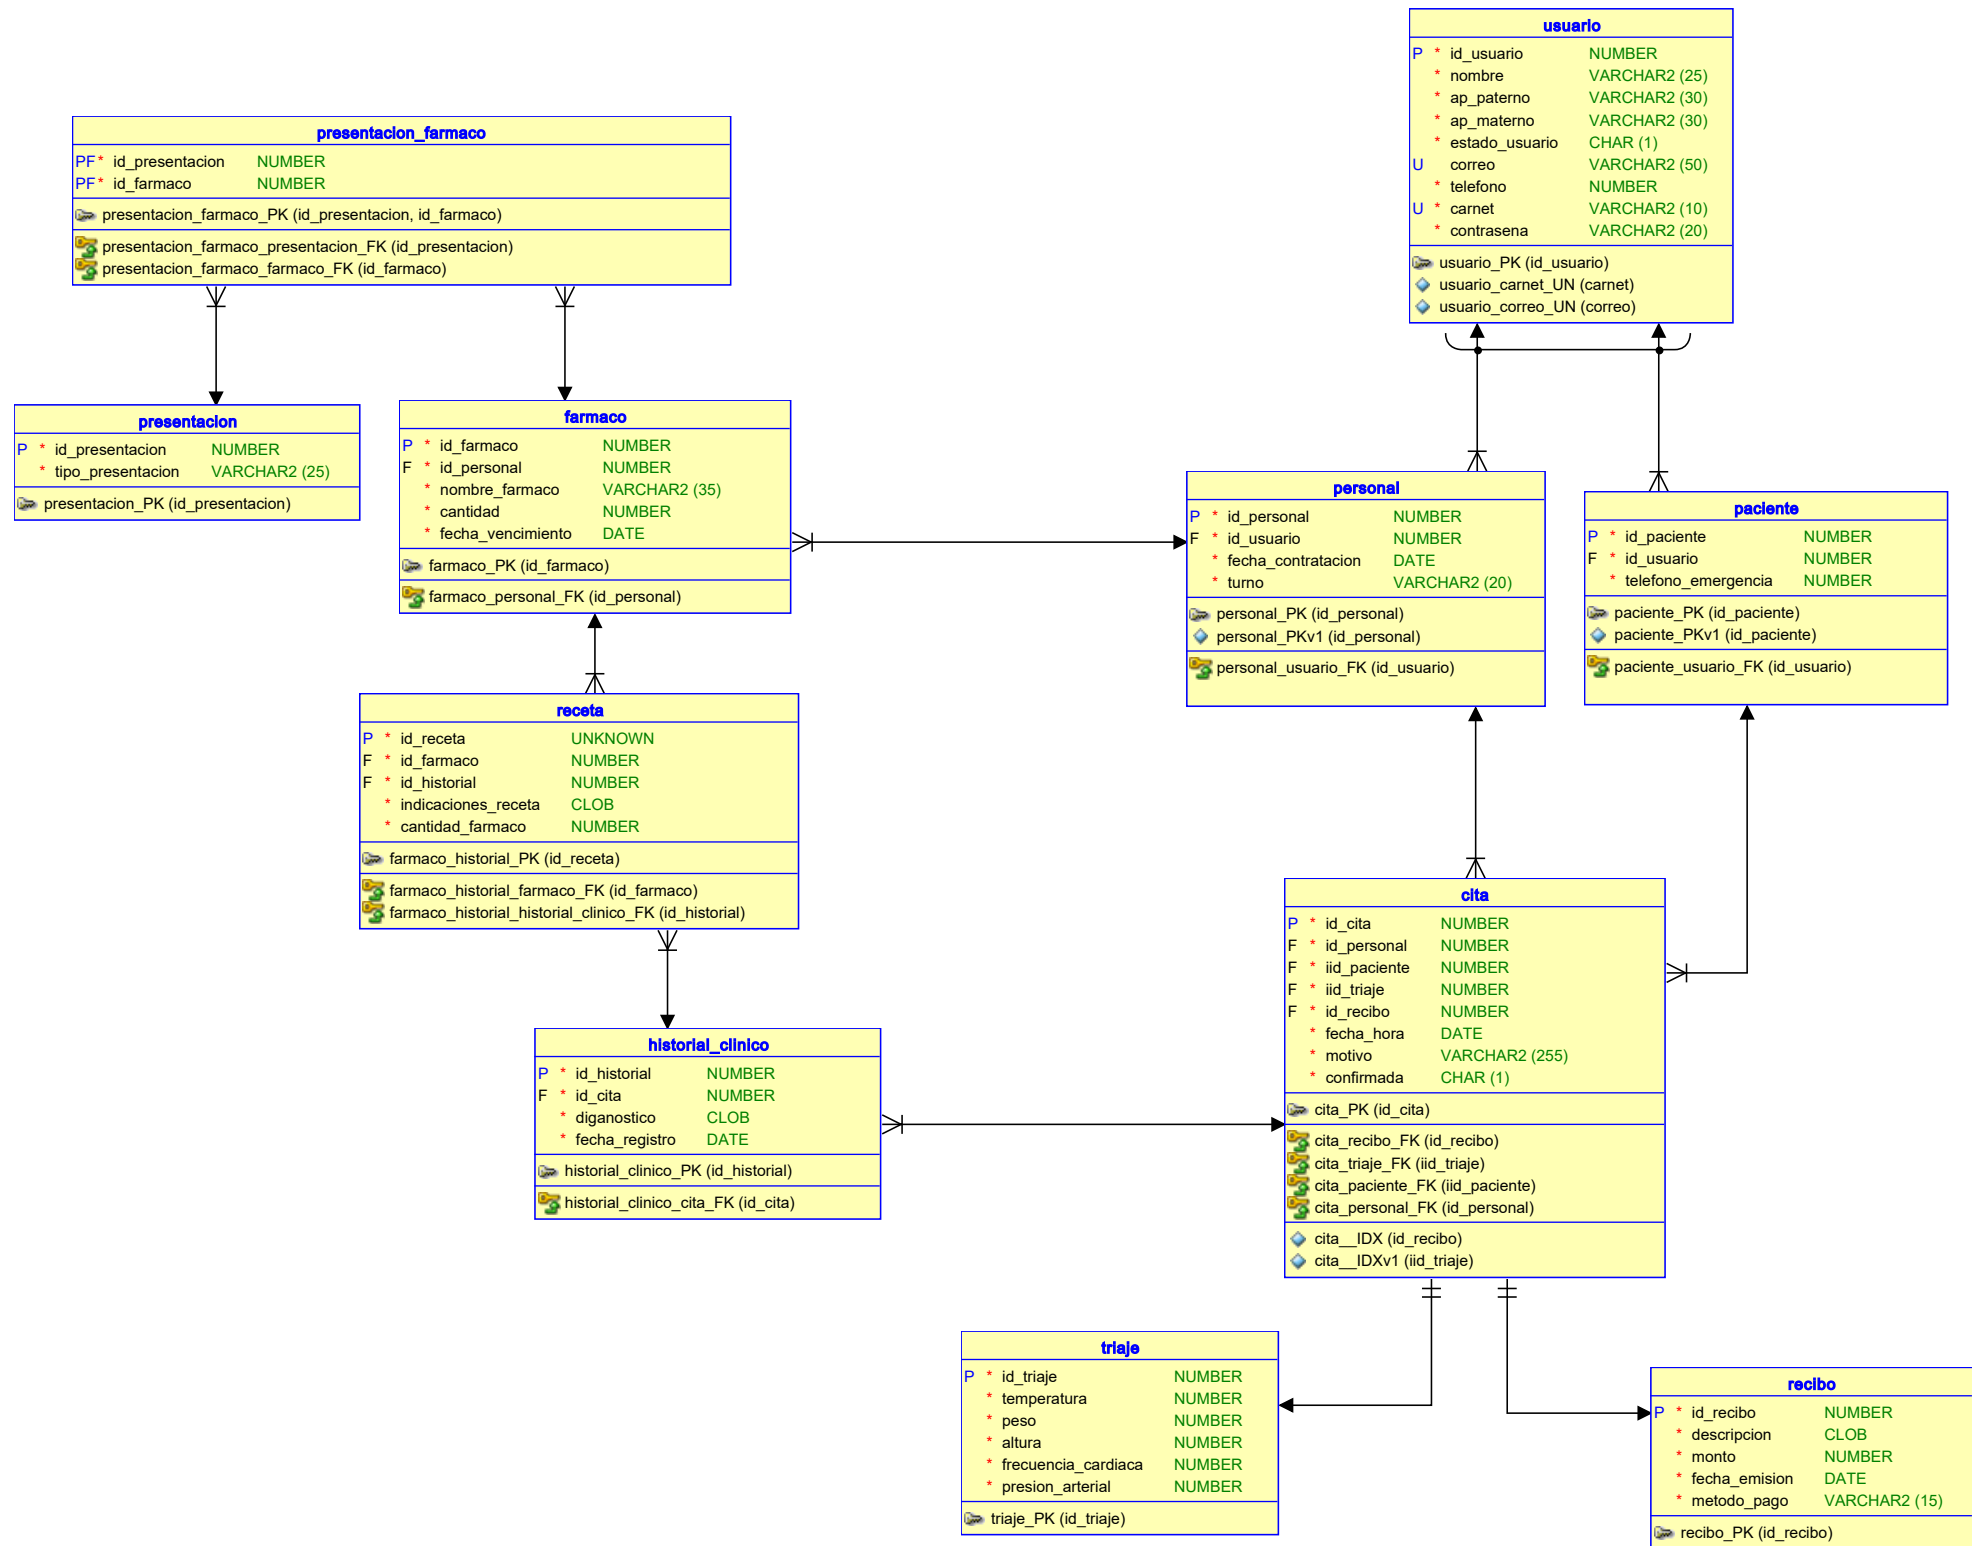 usuario
P * id_usuario NUMBER
* nombre VARCHAR2 (25)
* ap_paterno VARCHAR2 (30)
* ap_materno VARCHAR2 (30)
* estado_usuario CHAR (1)
U correo VARCHAR2 (50)
* telefono NUMBER
U * carnet VARCHAR2 (10)
* contrasena VARCHAR2 (20)
usuario_PK (id_usuario)
usuario_carnet_UN (carnet)
usuario_correo_UN (correo)
presentacion_farmaco
PF* id_presentacion NUMBER
PF* id_farmaco NUMBER
presentacion_farmaco_PK (id_presentacion, id_farmaco)
presentacion_farmaco_presentacion_FK (id_presentacion)
presentacion_farmaco_farmaco_FK (id_farmaco)
presentacion
P * id_presentacion NUMBER
* tipo_presentacion VARCHAR2 (25)
presentacion_PK (id_presentacion)
farmaco
P * id_farmaco NUMBER
F * id_personal NUMBER
* nombre_farmaco VARCHAR2 (35)
* cantidad NUMBER
* fecha_vencimiento DATE
farmaco_PK (id_farmaco)
farmaco_personal_FK (id_personal)
personal
P * id_personal NUMBER
F * id_usuario NUMBER
* fecha_contratacion DATE
* turno VARCHAR2 (20)
personal_PK (id_personal)
personal_PKv1 (id_personal)
personal_usuario_FK (id_usuario)
paciente
P * id_paciente NUMBER
F * id_usuario NUMBER
* telefono_emergencia NUMBER
paciente_PK (id_paciente)
paciente_PKv1 (id_paciente)
paciente_usuario_FK (id_usuario)
receta
P * id_receta UNKNOWN
F * id_farmaco NUMBER
F * id_historial NUMBER
* indicaciones_receta CLOB
* cantidad_farmaco NUMBER
farmaco_historial_PK (id_receta)
farmaco_historial_farmaco_FK (id_farmaco)
farmaco_historial_historial_clinico_FK (id_historial)
cita
P * id_cita NUMBER
F * id_personal NUMBER
F * iid_paciente NUMBER
F * iid_triaje NUMBER
F * id_recibo NUMBER
* fecha_hora DATE
* motivo VARCHAR2 (255)
* confirmada CHAR (1)
cita_PK (id_cita)
cita_recibo_FK (id_recibo)
cita_triaje_FK (iid_triaje)
cita_paciente_FK (iid_paciente)
cita_personal_FK (id_personal)
cita__IDX (id_recibo)
cita__IDXv1 (iid_triaje)
historial_clinico
P * id_historial NUMBER
F * id_cita NUMBER
* diganostico CLOB
* fecha_registro DATE
historial_clinico_PK (id_historial)
historial_clinico_cita_FK (id_cita)
triaje
P * id_triaje NUMBER
* temperatura NUMBER
* peso NUMBER
* altura NUMBER
* frecuencia_cardiaca NUMBER
* presion_arterial NUMBER
triaje_PK (id_triaje)
recibo
P * id_recibo NUMBER
* descripcion CLOB
* monto NUMBER
* fecha_emision DATE
* metodo_pago VARCHAR2 (15)
recibo_PK (id_recibo)